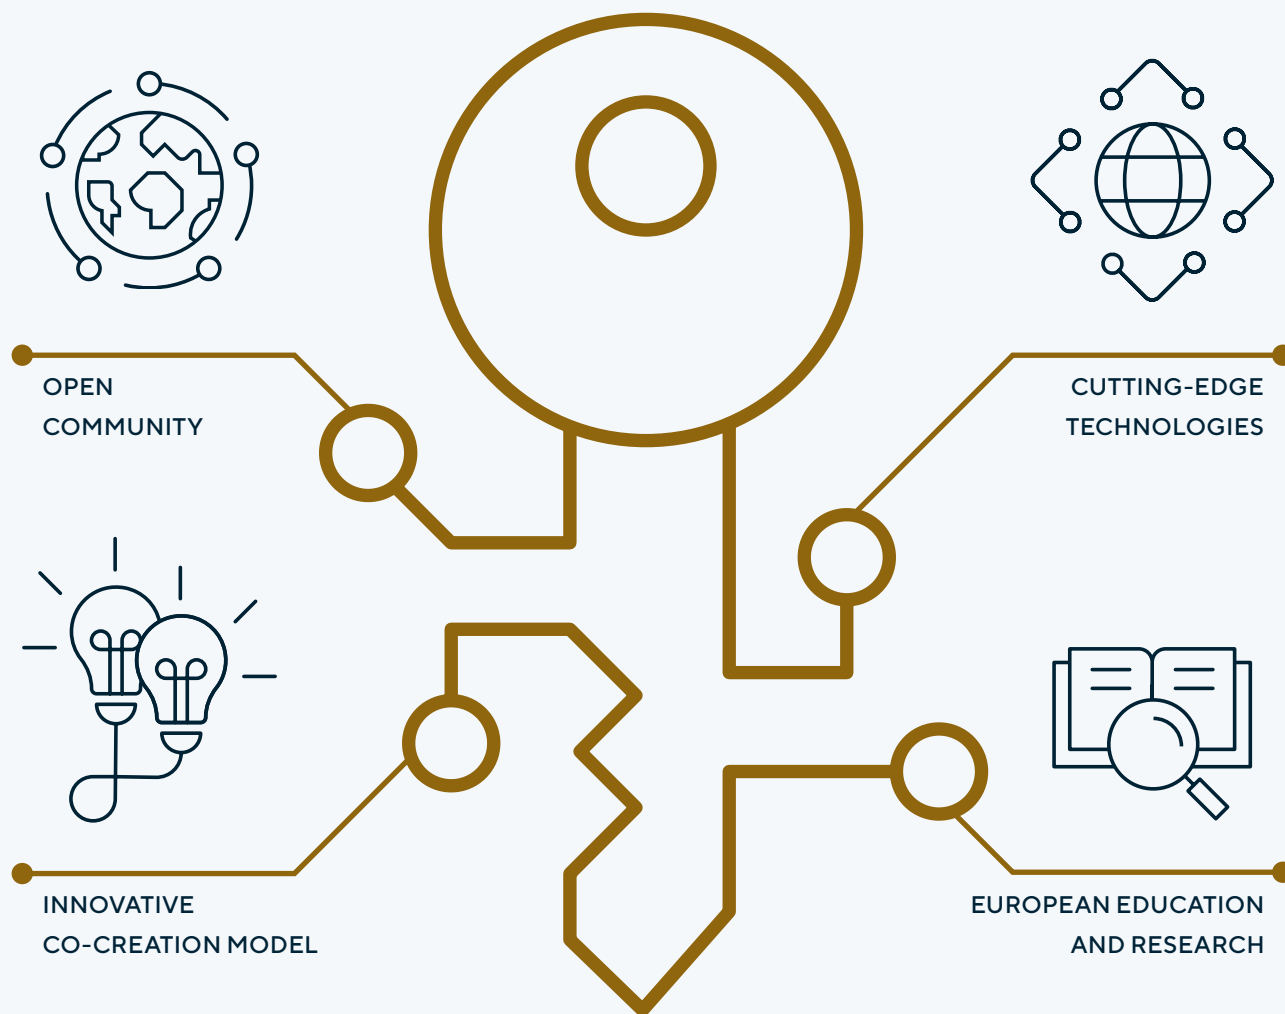 OPEN
COMMUNITY
CUTTING-EDGE
TECHNOLOGIES
INNOVATIVE
CO-CREATION MODEL
EUROPEAN EDUCATION
AND RESEARCH